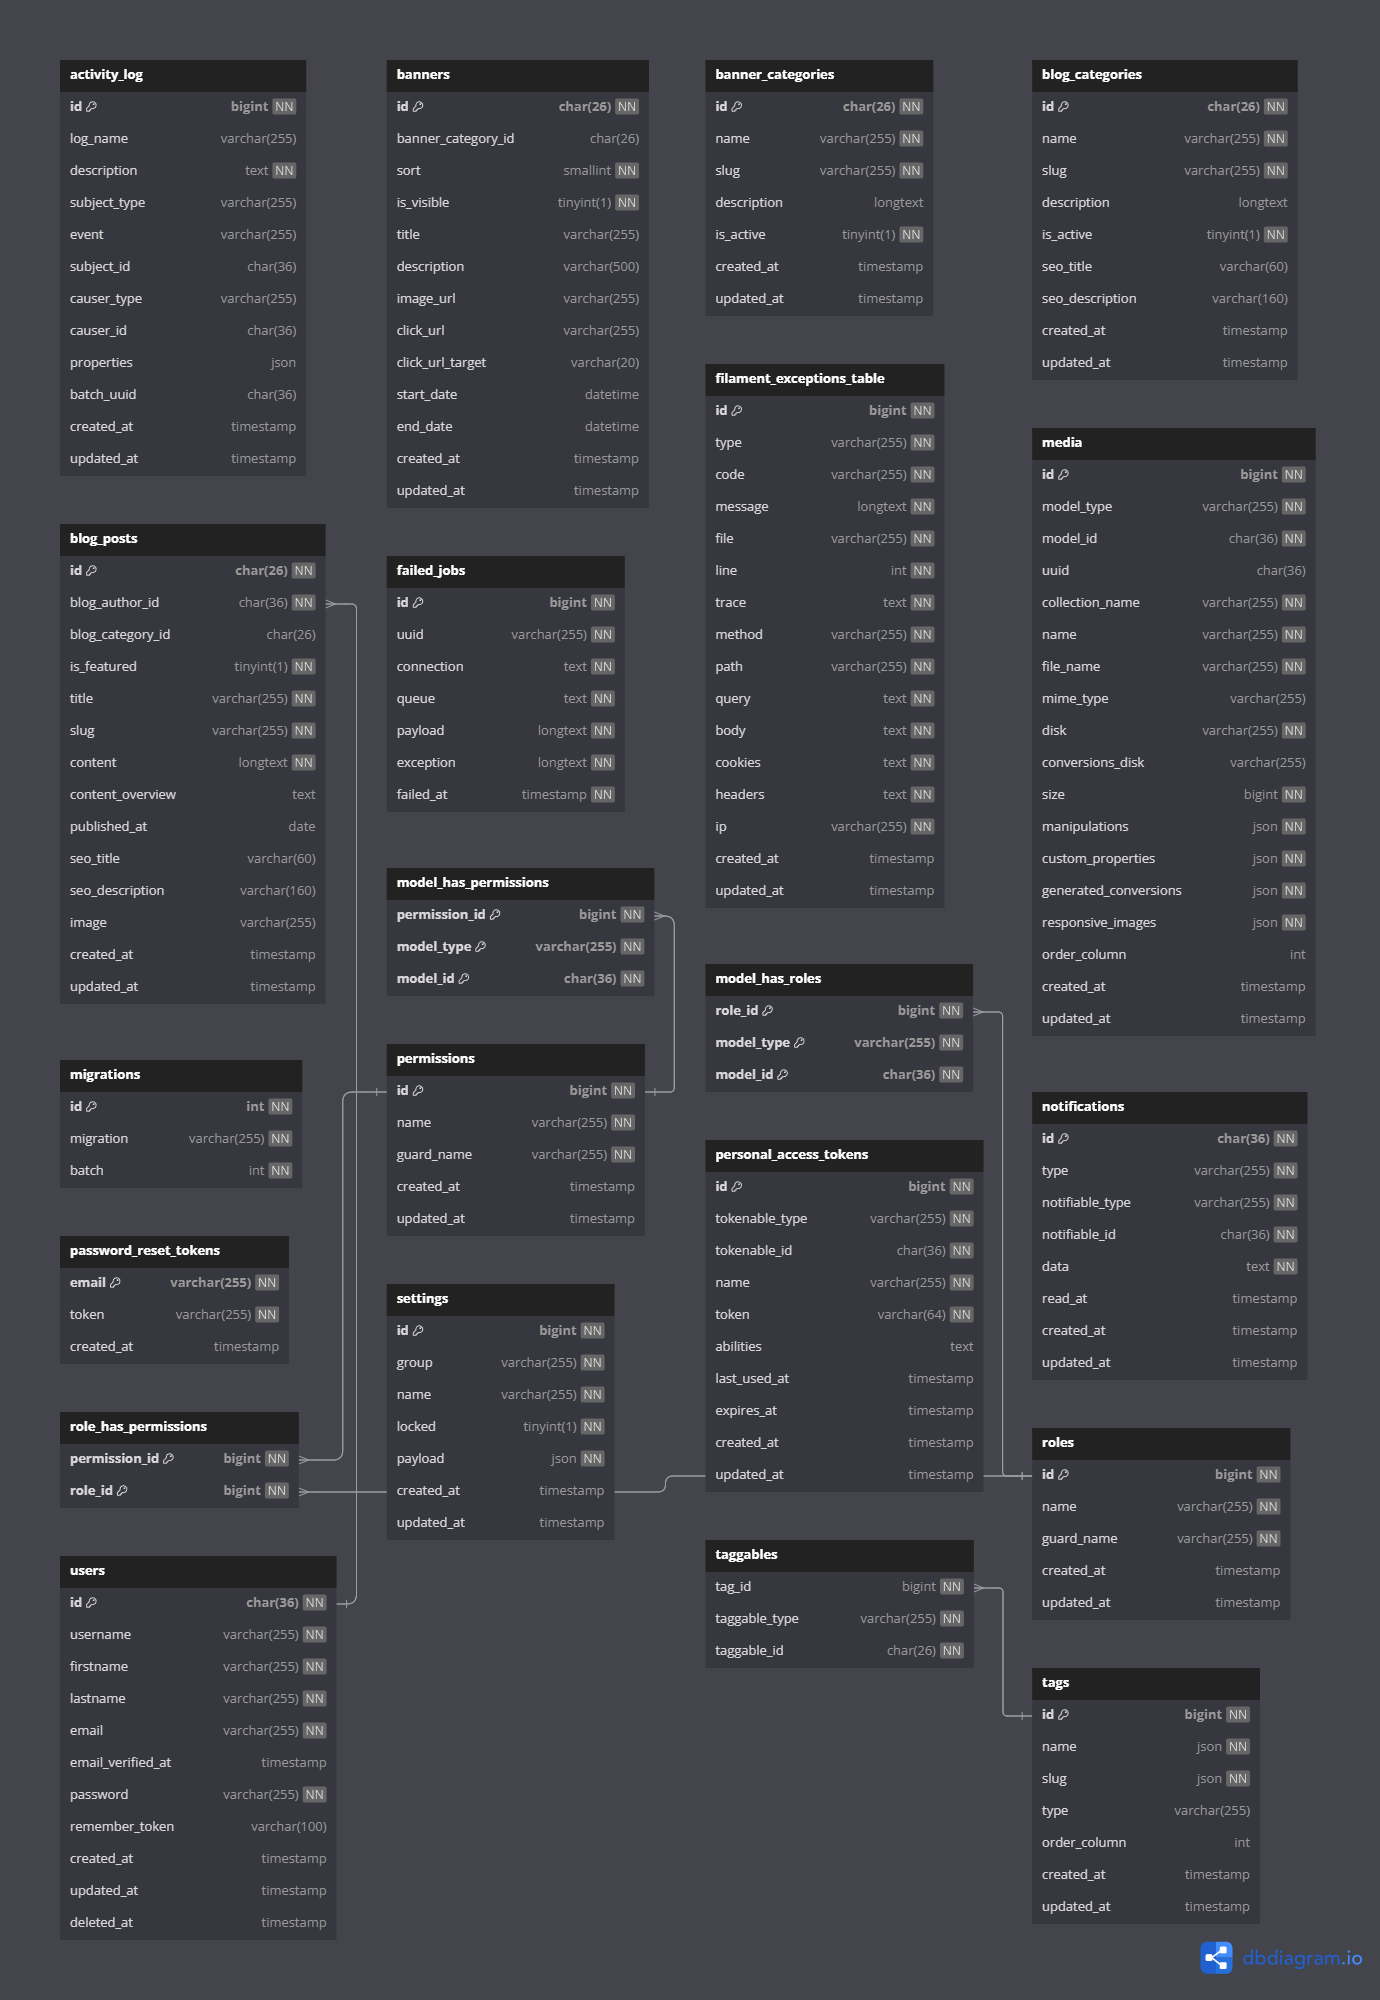 activity_log
id bigint NN
log_name varchar(255)
description text NN
subject_type varchar(255)
event varchar(255)
subject_id char(36)
causer_type varchar(255)
causer_id char(36)
properties json
batch_uuid char(36)
created_at timestamp
updated_at timestamp
banners
id char(26) NN
banner_category_id char(26)
sort smallint NN
is_visible tinyint(1) NN
title varchar(255)
description varchar(500)
image_url varchar(255)
click_url varchar(255)
click_url_target varchar(20)
start_date datetime
end_date datetime
created_at timestamp
updated_at timestamp
banner_categories
id char(26) NN
name varchar(255) NN
slug varchar(255) NN
description longtext
is_active tinyint(1) NN
created_at timestamp
updated_at timestamp
blog_categories
id char(26) NN
name varchar(255) NN
slug varchar(255) NN
description longtext
is_active tinyint(1) NN
seo_title varchar(60)
seo_description varchar(160)
created_at timestamp
updated_at timestamp
filament_exceptions_table
id bigint NN
type varchar(255) NN
code varchar(255) NN
message longtext NN
file varchar(255) NN
line int NN
trace text NN
method varchar(255) NN
path varchar(255) NN
query text NN
body text NN
cookies text NN
headers text NN
ip varchar(255) NN
created_at timestamp
updated_at timestamp
media
id bigint NN
model_type varchar(255) NN
model_id char(36) NN
uuid char(36)
collection_name varchar(255) NN
name varchar(255) NN
file_name varchar(255) NN
mime_type varchar(255)
disk varchar(255) NN
conversions_disk varchar(255)
size bigint NN
manipulations json NN
custom_properties json NN
generated_conversions json NN
responsive_images json NN
order_column int
created_at timestamp
updated_at timestamp
blog_posts
id char(26) NN
blog_author_id char(36) NN
blog_category_id char(26)
is_featured tinyint(1) NN
title varchar(255) NN
slug varchar(255) NN
content longtext NN
content_overview text
published_at date
seo_title varchar(60)
seo_description varchar(160)
image varchar(255)
created_at timestamp
updated_at timestamp
failed_jobs
id bigint NN
uuid varchar(255) NN
connection text NN
queue text NN
payload longtext NN
exception longtext NN
failed_at timestamp NN
model_has_permissions
permission_id bigint NN
model_type varchar(255) NN
model_id char(36) NN
model_has_roles
role_id bigint NN
model_type varchar(255) NN
model_id char(36) NN
permissions
id bigint NN
name varchar(255) NN
guard_name varchar(255) NN
created_at timestamp
updated_at timestamp
migrations
id int NN
migration varchar(255) NN
batch int NN
notifications
id char(36) NN
type varchar(255) NN
notifiable_type varchar(255) NN
notifiable_id char(36) NN
data text NN
read_at timestamp
created_at timestamp
updated_at timestamp
personal_access_tokens
id bigint NN
tokenable_type varchar(255) NN
tokenable_id char(36) NN
name varchar(255) NN
token varchar(64) NN
abilities text
last_used_at timestamp
expires_at timestamp
created_at timestamp
updated_at timestamp
password_reset_tokens
email varchar(255) NN
token varchar(255) NN
created_at timestamp
settings
id bigint NN
group varchar(255) NN
name varchar(255) NN
locked tinyint(1) NN
payload json NN
created_at timestamp
updated_at timestamp
role_has_permissions
permission_id bigint NN
role_id bigint NN
roles
id bigint NN
name varchar(255) NN
guard_name varchar(255) NN
created_at timestamp
updated_at timestamp
taggables
tag_id bigint NN
taggable_type varchar(255) NN
taggable_id char(26) NN
users
id char(36) NN
username varchar(255) NN
firstname varchar(255) NN
lastname varchar(255) NN
email varchar(255) NN
email_verified_at timestamp
password varchar(255) NN
remember_token varchar(100)
created_at timestamp
updated_at timestamp
deleted_at timestamp
tags
id bigint NN
name json NN
slug json NN
type varchar(255)
order_column int
created_at timestamp
updated_at timestamp
dbdiagram.io